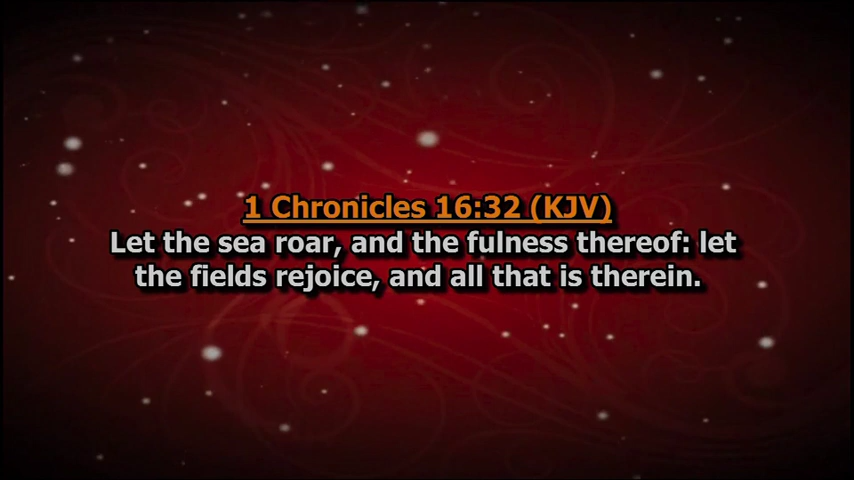 1 Chronicles 16:32 (KJV)
Let the sea roar, and the fulness thereof: let
the fields rejoice, and all that is therein.